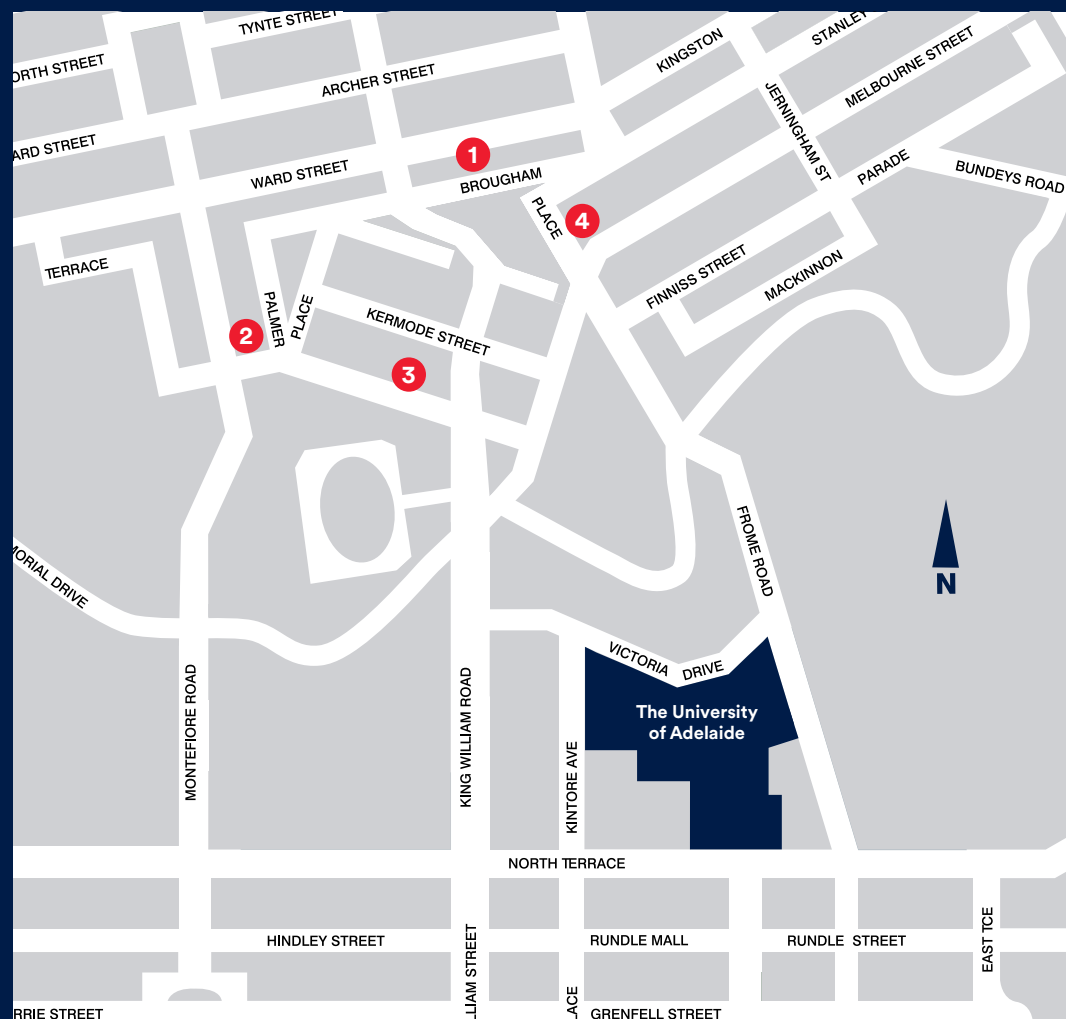 TYNTE STREET
ORTH STREET
KINGSTON
STANLEY
ARCHER STREET
MELBOURNE STREET
JERNINGHAM ST
ARD STREET
1
WARD STREET
BROUGHAM
PLACE
PARADE
BUNDEYS ROAD
4
TERRACE
FINNISS STREET
MACKINNON
PALMER
PLACE
2
KERMODE STREET
3
FROME ROAD
N
MORIAL DRIVE
VICTORIA
DRIVE
MONTEFIORE ROAD
KING WILLIAM ROAD
KINTORE AVE
The University
of Adelaide
NORTH TERRACE
HINDLEY STREET
RUNDLE MALL
RUNDLE STREET
EAST TCE
LLIAM STREET
LACE
RRIE STREET
GRENFELL STREET